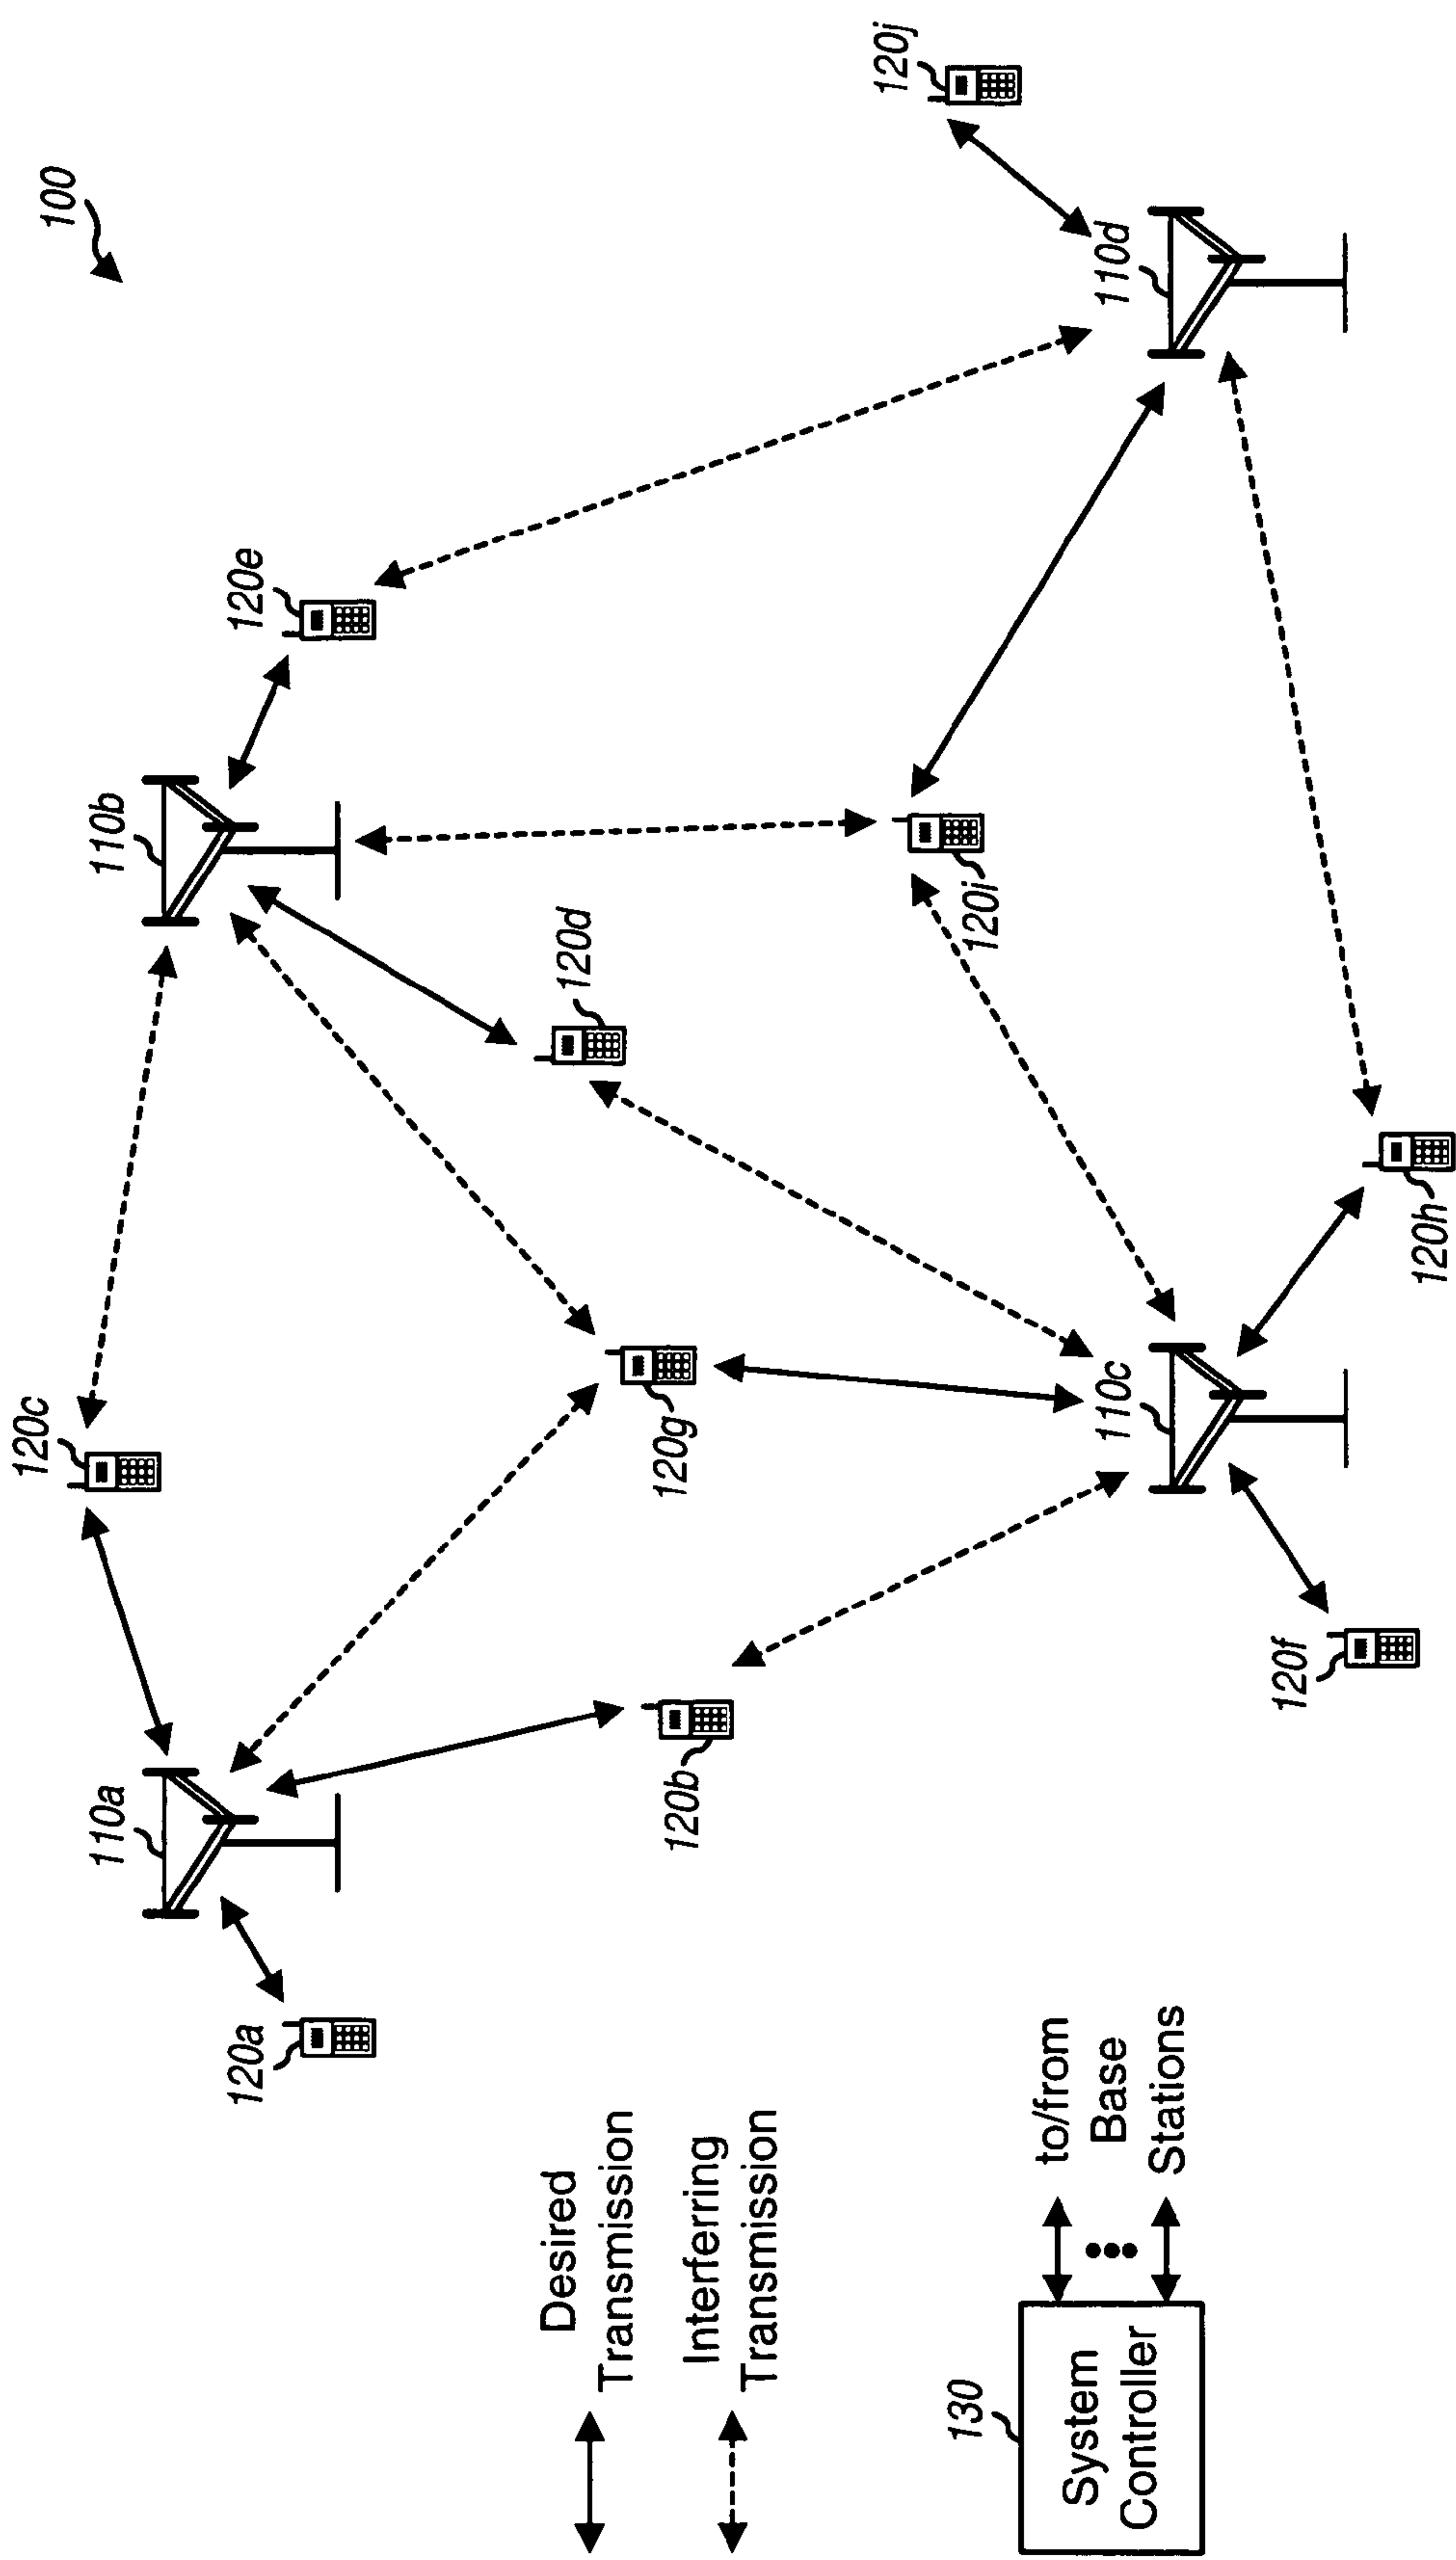 100
120c
110a
110b
120e
120a
120j
120d
Desired
Transmission
120g
120b
Interferring
Transmission
120i
130
System
Controller
to/from
Base
Stations
110c
110d
120f
120h